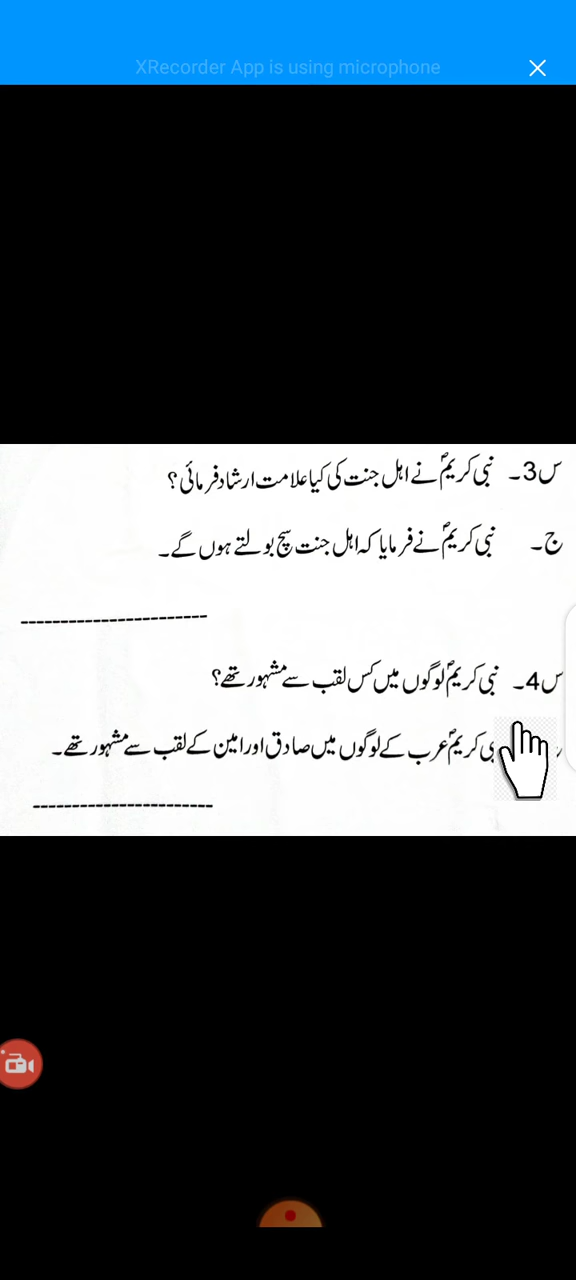 XRecorder App is using microphone
س3۔ نبی کریمؐ نے اہل جنت کی کیا علامت ارشاد فرمائی؟
ج۔ نبی کریمؐ نے فرمایا کہ اہل جنت سچ بولتے ہوں گے۔
س4۔ نبی کریمؐ لوگوں میں کس لقب سے مشہور تھے؟
کریمؐ عرب کے لوگوں میں صادق اور امین کے لقب سے مشہور تھے۔